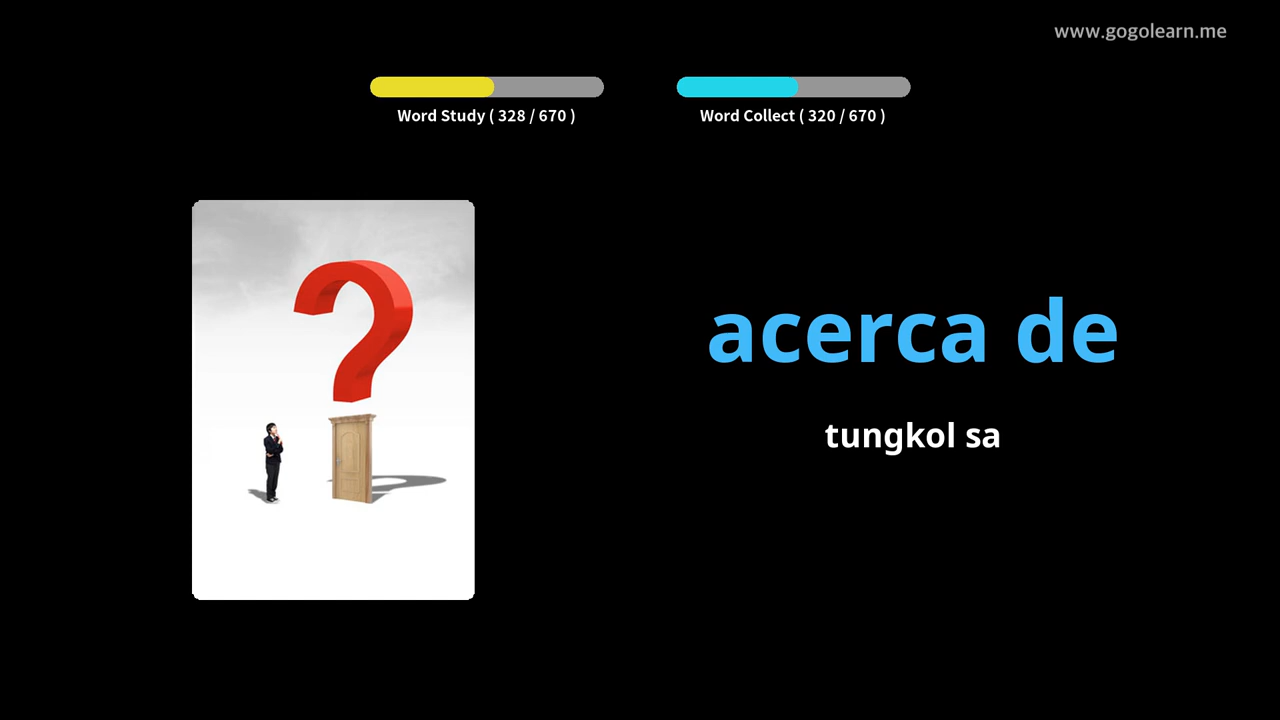 www.gogolearn.me
Word Study ( 328 / 670 )
Word Collect ( 320 / 670 )
acerca de
tungkol sa